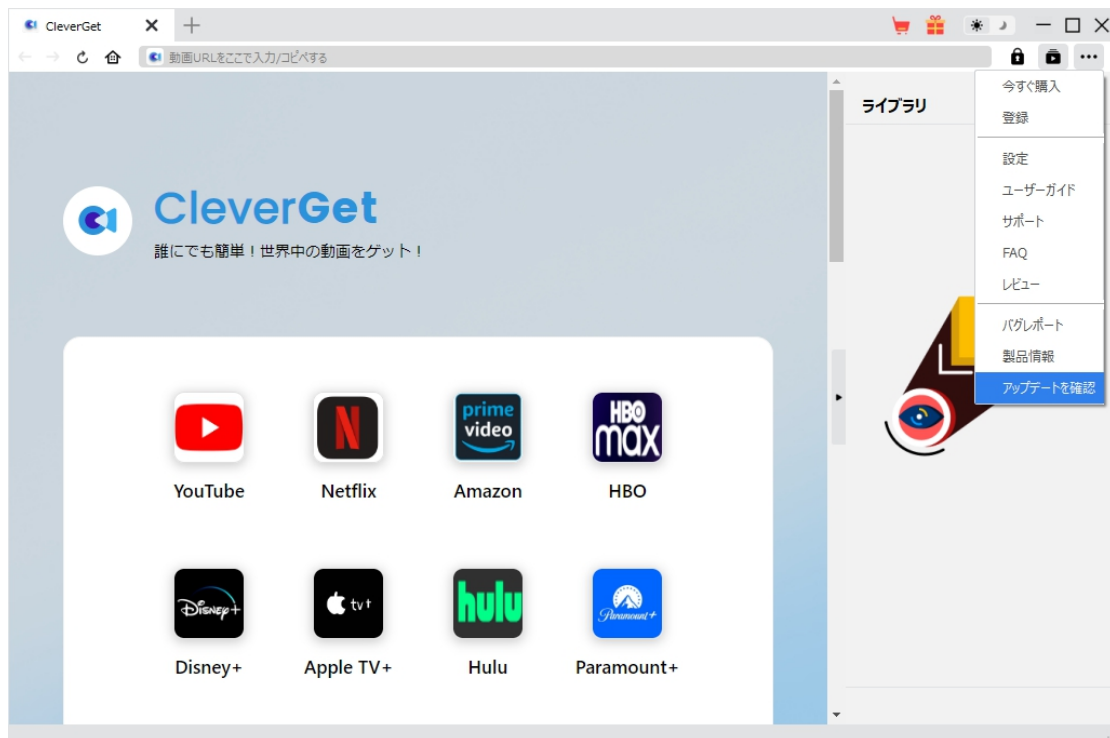 CleverGet
動画URLをここで入力/コピペする
今すぐ購入
登録
設定
ユーザーガイド
サポート
FAQ
レビュー
バグレポート
製品情報
アップデートを確認
ライブラリ
CleverGet
誰にでも簡単！世界中の動画をゲット！
prime video
HBO max
YouTube
Netflix
Amazon
HBO
Disney+
tv+
hulu
Paramount+
Disney+
Apple TV+
Hulu
Paramount+